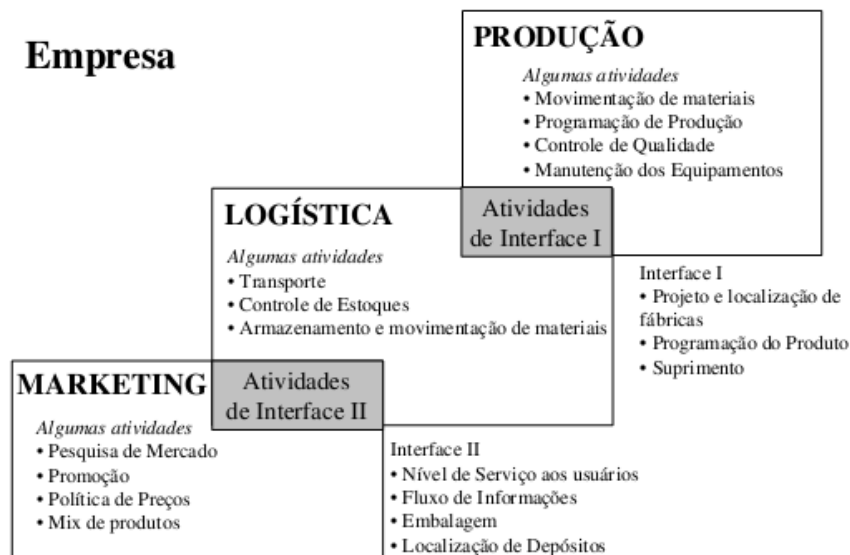 Empresa
PRODUÇÃO
Algumas atividades
• Movimentação de materiais
• Programação de Produção
• Controle de Qualidade
• Manutenção dos Equipamentos
Atividades
de Interface I
LOGÍSTICA
Algumas atividades
• Transporte
• Controle de Estoques
• Armazenamento e movimentação de materiais
Interface I
• Projeto e localização de
fábricas
• Programação do Produto
• Suprimento
MARKETING
Algumas atividades
• Pesquisa de Mercado
• Promoção
• Política de Preços
• Mix de produtos
Atividades
de Interface II
Interface II
• Nível de Serviço aos usuários
• Fluxo de Informações
• Embalagem
• Localização de Depósitos